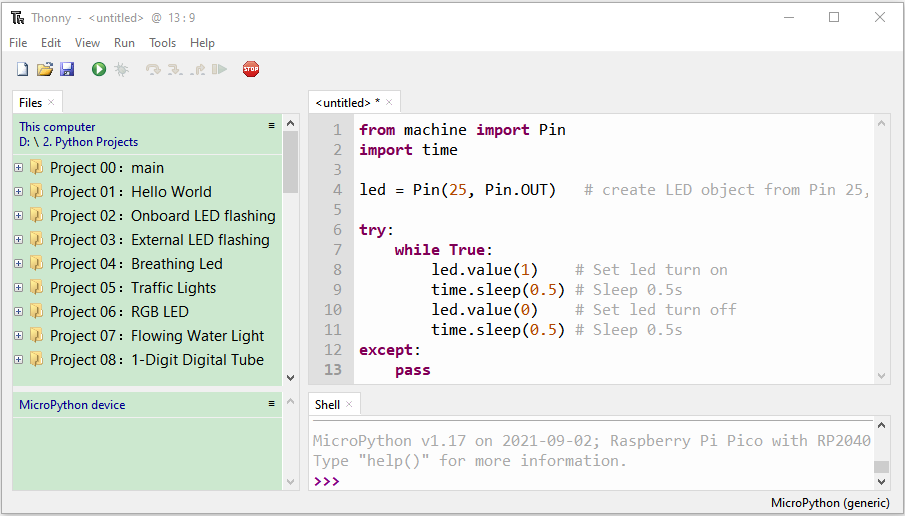 Thonny - <untitled> @ 13:9
File Edit View Run Tools Help
STOP
Files
This computer
D: \ 2. Python Projects
Project 00：main
Project 01：Hello World
Project 02：Onboard LED flashing
Project 03：External LED flashing
Project 04：Breathing Led
Project 05：Traffic Lights
Project 06：RGB LED
Project 07：Flowing Water Light
Project 08：1-Digit Digital Tube
MicroPython device
<untitled> *
1 from machine import Pin
2 import time
3
4 led = Pin(25, Pin.OUT)   # create LED object from Pin 25,
5
6 try:
7     while True:
8         led.value(1)    # Set led turn on
9         time.sleep(0.5) # Sleep 0.5s
10         led.value(0)    # Set led turn off
11         time.sleep(0.5) # Sleep 0.5s
12 except:
13     pass
Shell
MicroPython v1.17 on 2021-09-02; Raspberry Pi Pico with RP2040
Type "help()" for more information.
>>>
MicroPython (generic)